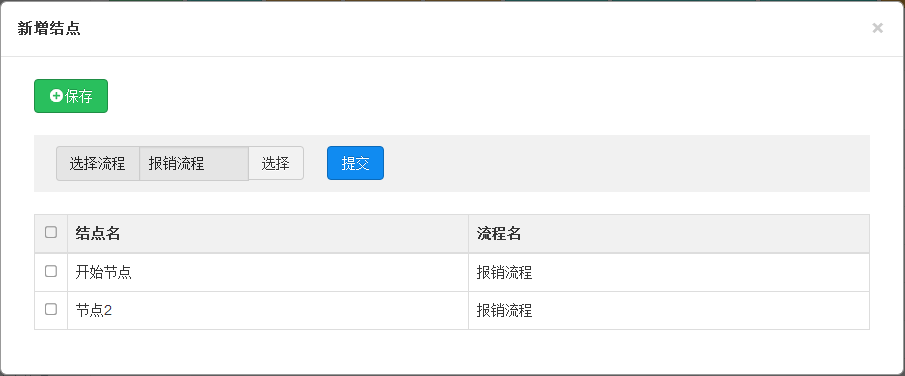 新增结点 ×
保存
选择流程 报销流程 选择 提交
结点名 流程名
开始节点 报销流程
节点2 报销流程